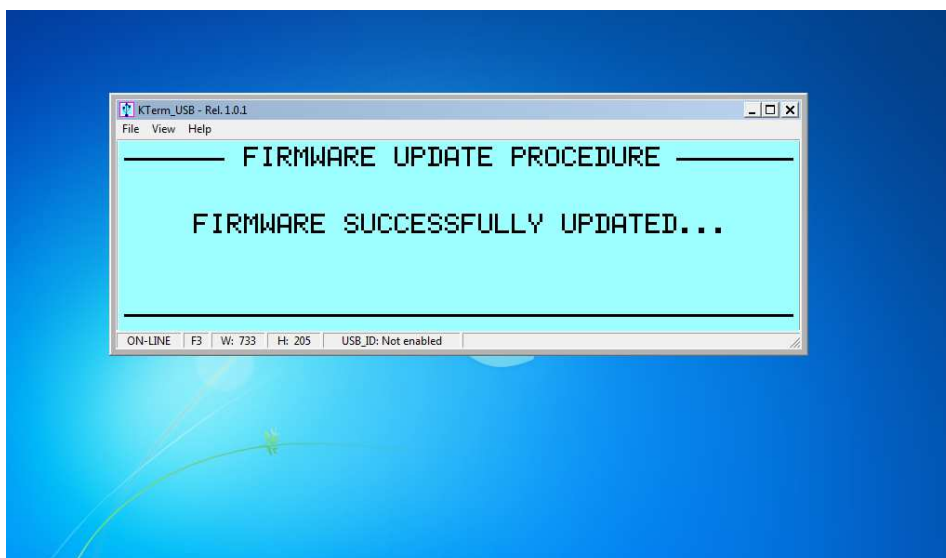 KTerm_USB - Rel. 1.0.1
File View Help
FIRMWARE UPDATE PROCEDURE
FIRMWARE SUCCESSFULLY UPDATED...
ON-LINE F3 W: 733 H: 205 USB_ID: Not enabled